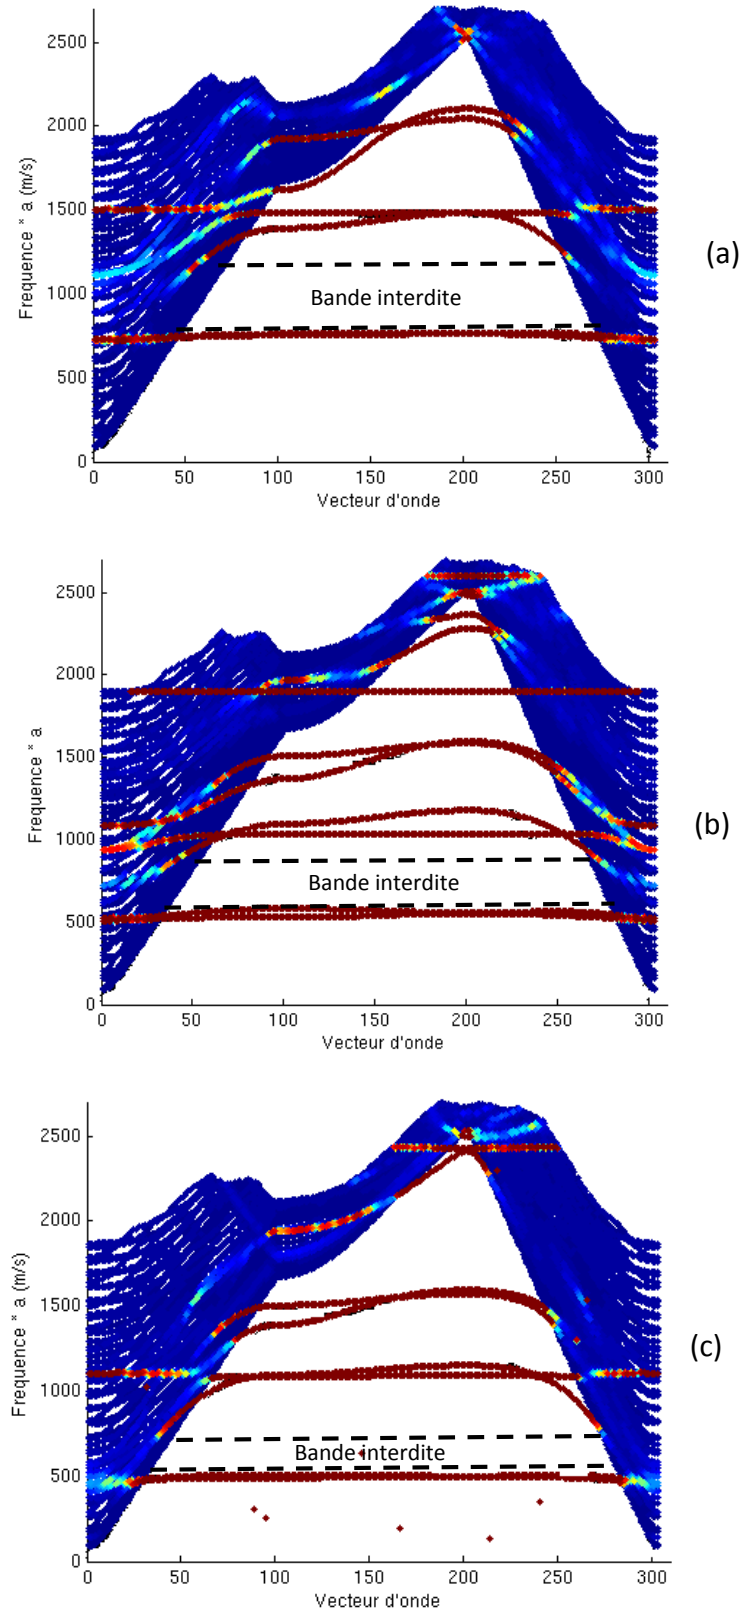 2500
2000
1500
1000
500
0
Frequence * a (m/s)
Bande interdite
0 50 100 150 200 250 300
Vecteur d'onde
(a)
2500
2000
1500
1000
500
0
Frequence * a
Bande interdite
0 50 100 150 200 250 300
Vecteur d'onde
(b)
2500
2000
1500
1000
500
0
Frequence * a (m/s)
Bande interdite
0 50 100 150 200 250 300
Vecteur d'onde
(c)